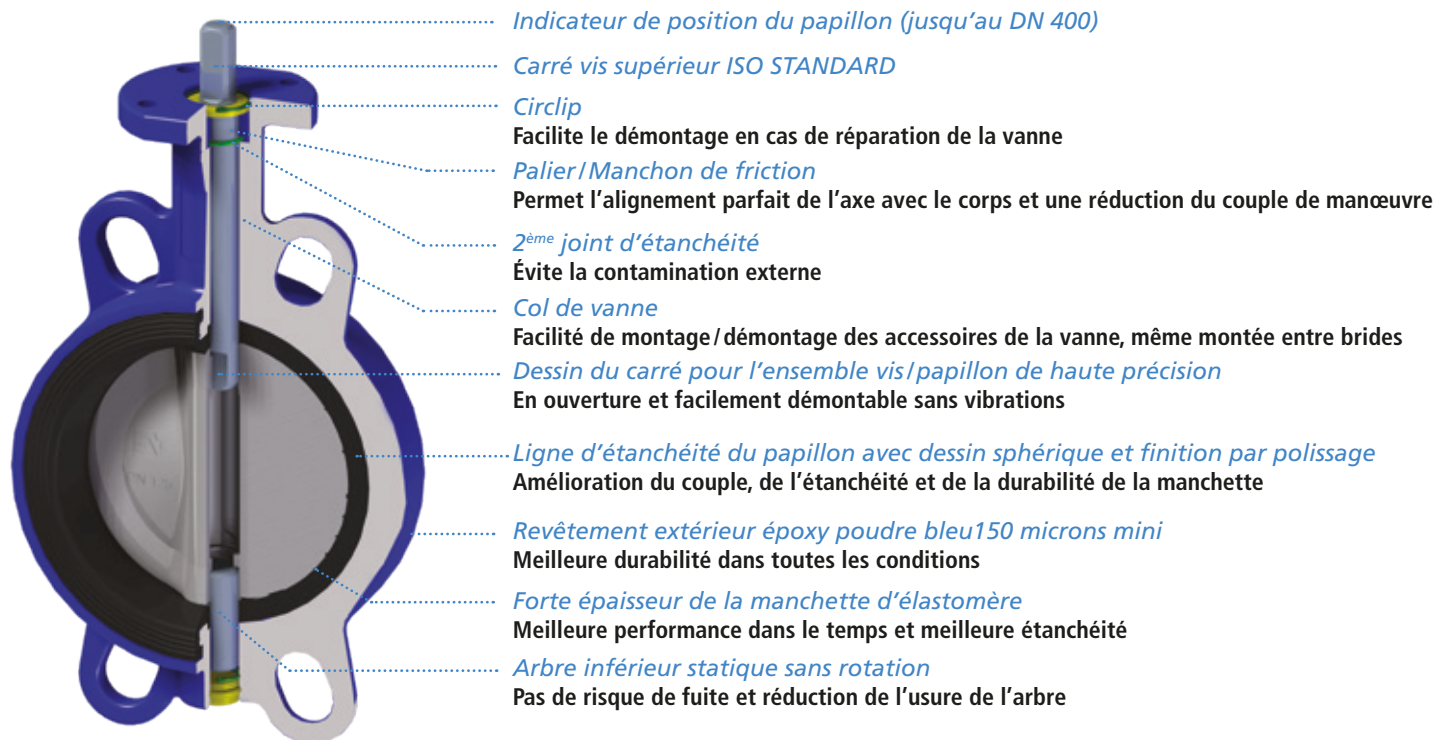 Indicateur de position du papillon (jusqu'au DN 400)
Carré vis supérieur ISO STANDARD
Circlip
Facilite le démontage en cas de réparation de la vanne
Palier/Manchon de friction
Permet l'alignement parfait de l'axe avec le corps et une réduction du couple de manœuvre
2ème joint d'étanchéité
Évite la contamination externe
Col de vanne
Facilité de montage/démontage des accessoires de la vanne, même montée entre brides
Dessin du carré pour l'ensemble vis/papillon de haute précision
En ouverture et facilement démontable sans vibrations
Ligne d'étanchéité du papillon avec dessin sphérique et finition par polissage
Amélioration du couple, de l'étanchéité et de la durabilité de la manchette
Revêtement extérieur époxy poudre bleu150 microns mini
Meilleure durabilité dans toutes les conditions
Forte épaisseur de la manchette d'élastomère
Meilleure performance dans le temps et meilleure étanchéité
Arbre inférieur statique sans rotation
Pas de risque de fuite et réduction de l'usure de l'arbre